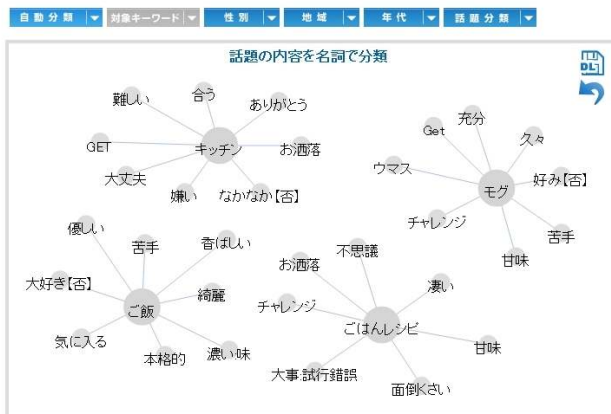 自動分類
対象キーワード
性別
地域
年代
話題分類
話題の内容を名詞で分類
DL
難しい
合う
ありがとう
GET
キッチン
お洒落
大丈夫
嫌い
なかなか【否】
充分
Get
久々
ウマス
モグ
好み【否】
チャレンジ
苦手
甘味
優しい
苦手
香ばしい
大好き【否】
綺麗
ご飯
気に入る
本格的
濃い味
不思議
お洒落
凄い
チャレンジ
ごはんレシピ
甘味
大事:試行錯誤
面倒くさい